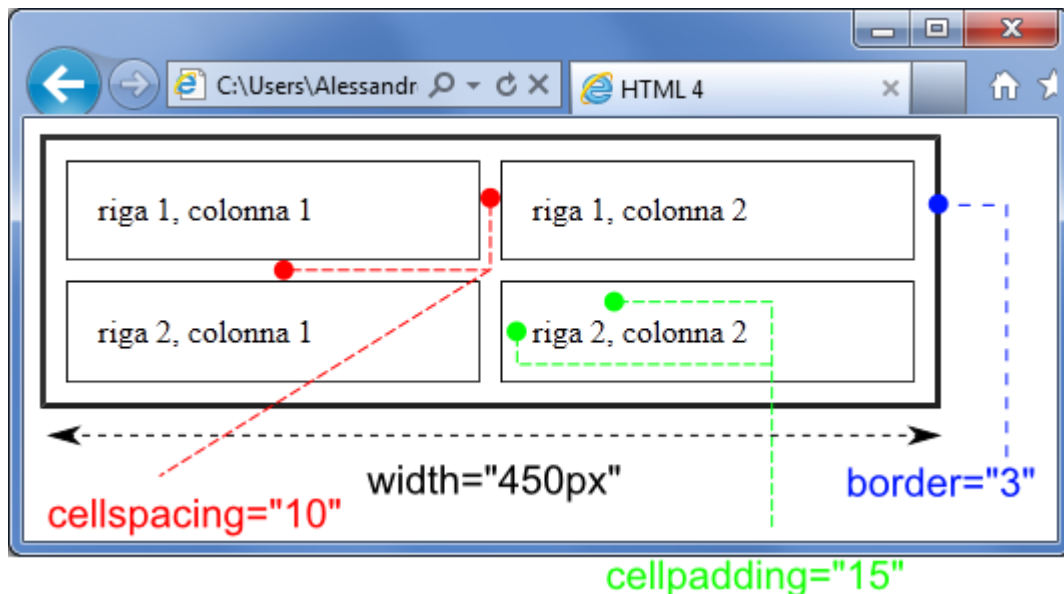 C:\Users\Alessandr
HTML 4
riga 1, colonna 1
riga 1, colonna 2
riga 2, colonna 1
riga 2, colonna 2
width="450px"
border="3"
cellspacing="10"
cellpadding="15"